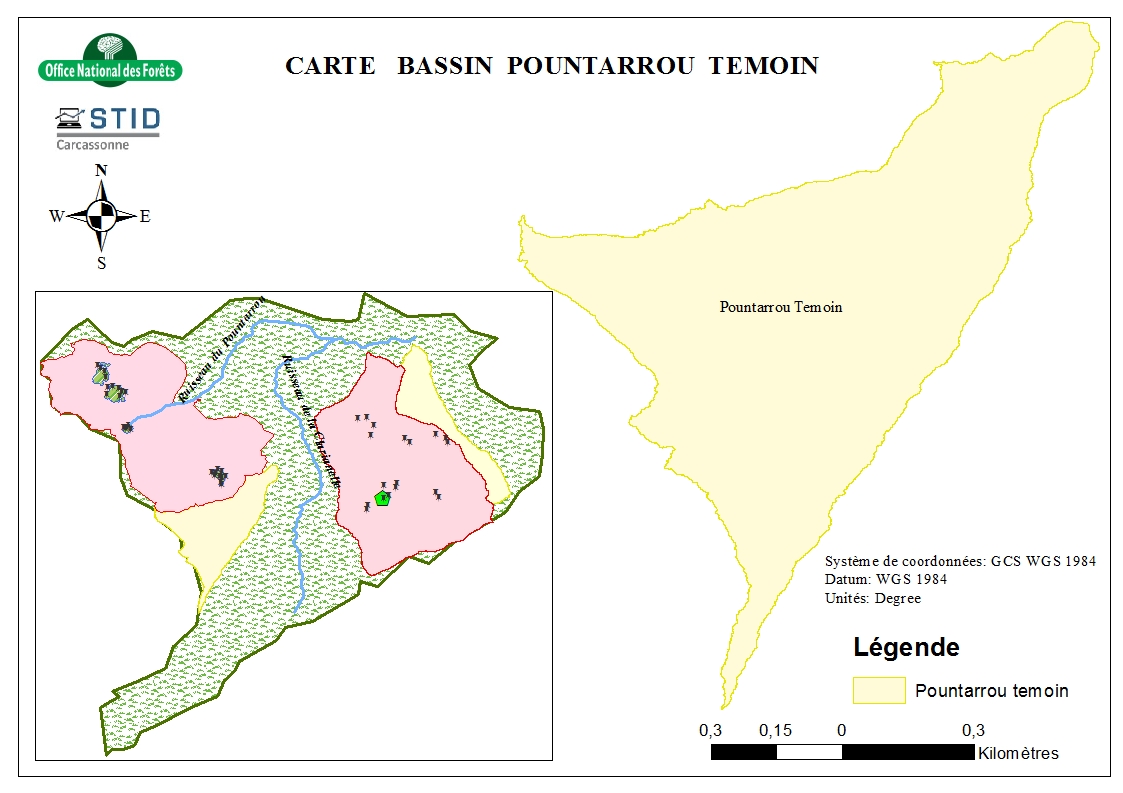 Office National des Forêts
CARTE BASSIN POUNTARROU TEMOIN
STID
Carcassonne
N
W E
S
Pountarrou Temoin
Ruisseau du Pountarrou
Ruisseau de la
Système de coordonnées: GCS WGS 1984
Datum: WGS 1984
Unités: Degree
Légende
Pountarrou temoin
0,3 0,15 0 0,3
Kilomètres